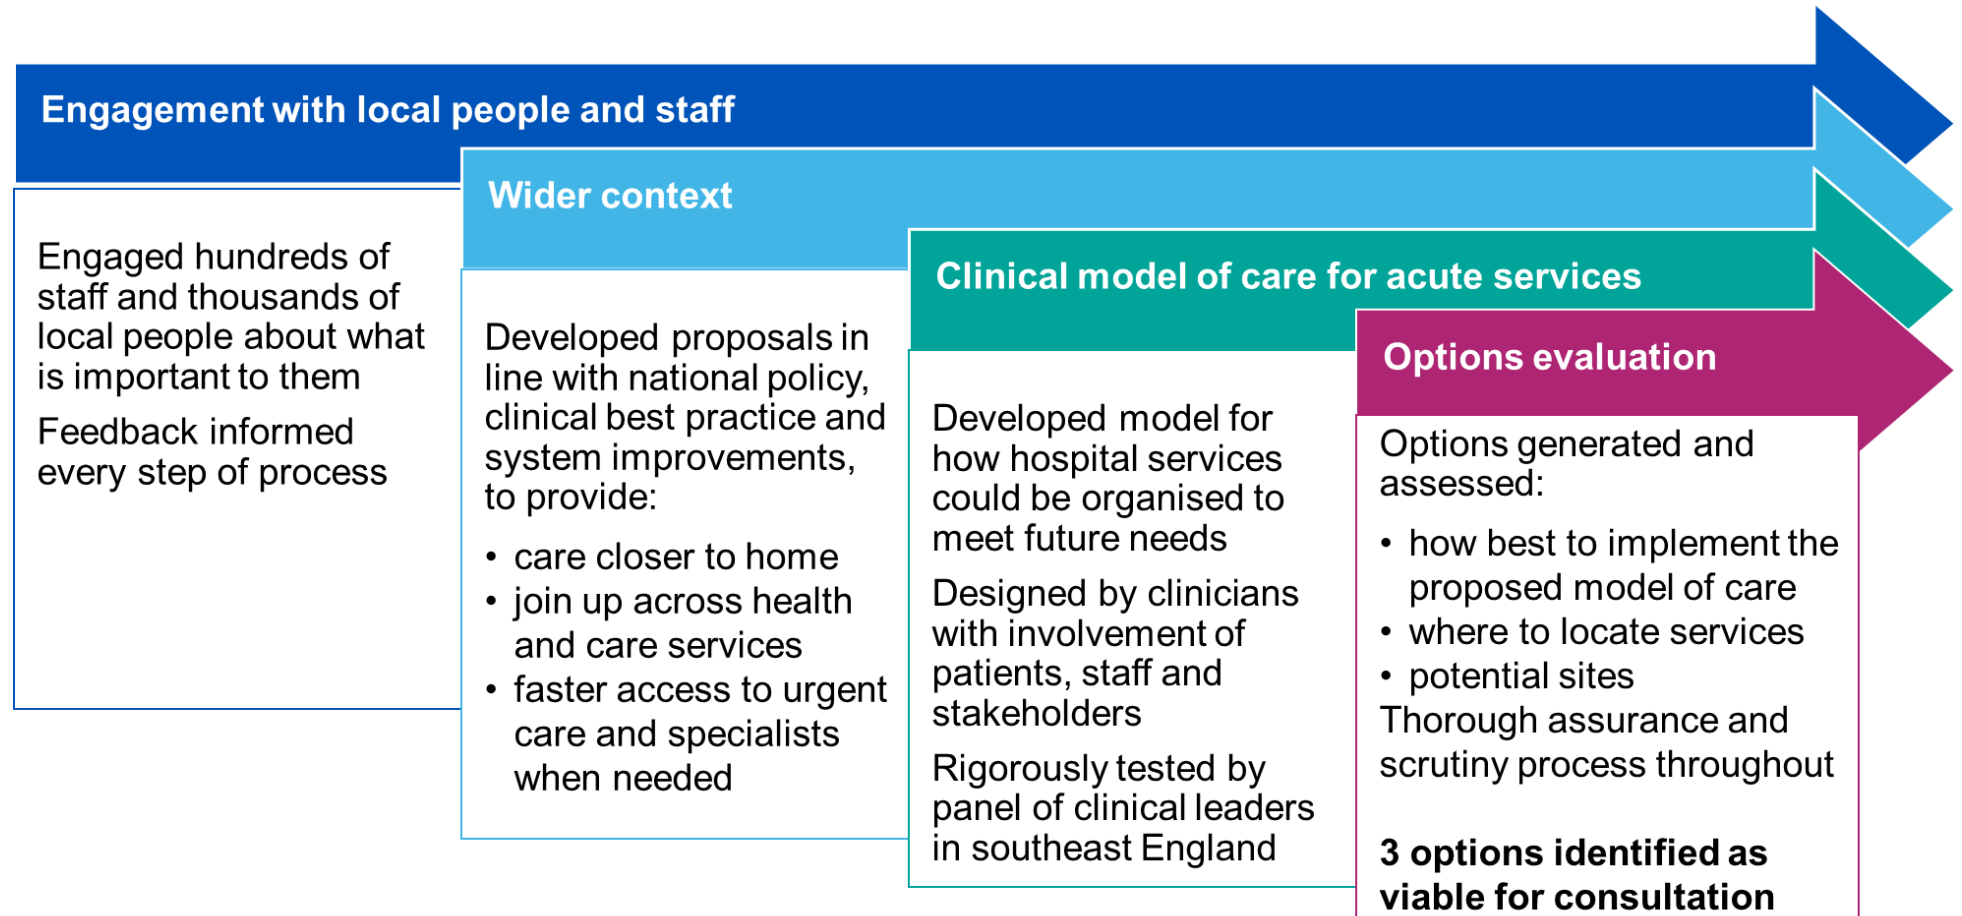 Engagement with local people and staff
Engaged hundreds of
staff and thousands of
local people about what
is important to them
Feedback informed
every step of process
Wider context
Developed proposals in
line with national policy,
clinical best practice and
system improvements,
to provide:
• care closer to home
• join up across health
and care services
• faster access to urgent
care and specialists
when needed
Clinical model of care for acute services
Developed model for
how hospital services
could be organised to
meet future needs
Designed by clinicians
with involvement of
patients, staff and
stakeholders
Rigorously tested by
panel of clinical leaders
in southeast England
Options evaluation
Options generated and
assessed:
• how best to implement the
proposed model of care
• where to locate services
• potential sites
Thorough assurance and
scrutiny process throughout
3 options identified as
viable for consultation